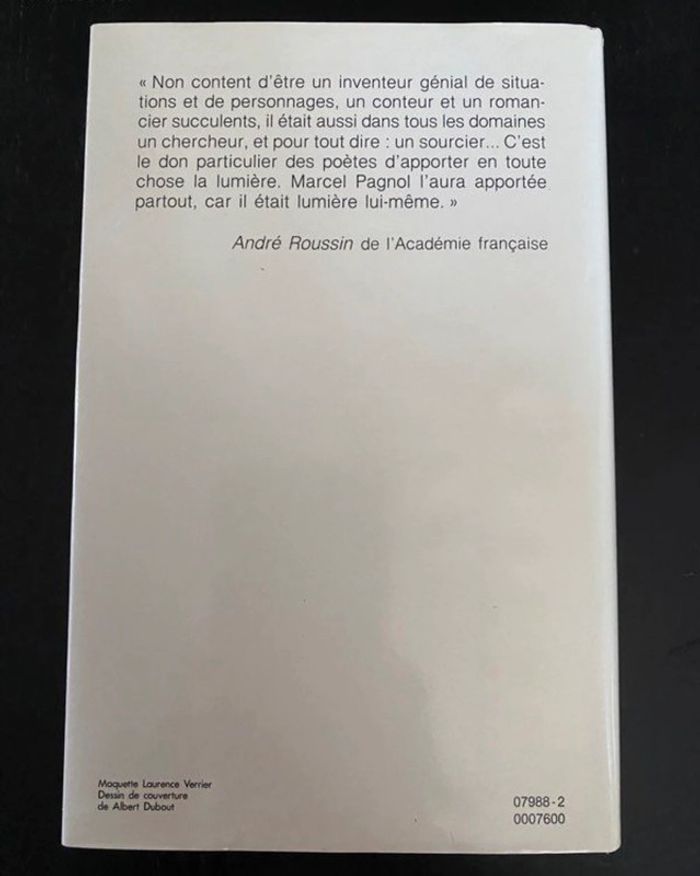 « Non content d'être un inventeur génial de situa-
tions et de personnages, un conteur et un roman-
cier succulents, il était aussi dans tous les domaines
un chercheur, et pour tout dire : un sourcier... C'est
le don particulier des poètes d'apporter en toute
chose la lumière. Marcel Pagnol l'aura apportée
partout, car il était lumière lui-même. »
André Roussin de l'Académie française
Maquette Laurence Verrier
Dessin de couverture
de Albert Dubout
07988-2
0007600